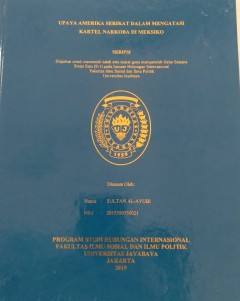 UPAYA AMERIKA SERIKAT DALAM MENGATASI
KARTEL NARKOBA DI MEKSIKO
SKRIPSI
Diajukan untuk memenuhi salah satu syarat guna memperoleh Gelar Sarjana
Strata Satu (S-1) pada Jurusan Hubungan Internasional
Fakultas Ilmu Sosial dan Ilmu Politik
Universitas Jayabaya
Disusun Oleh:
Nama : SULTAN AL-AYUBI
NIM :
PROGRAM STUDI HUBUNGAN INTERNASIONAL
FAKULTAS ILMU SOSIAL DAN ILMU POLITIK
UNIVERSITAS JAYABAYA
JAKARTA
2019